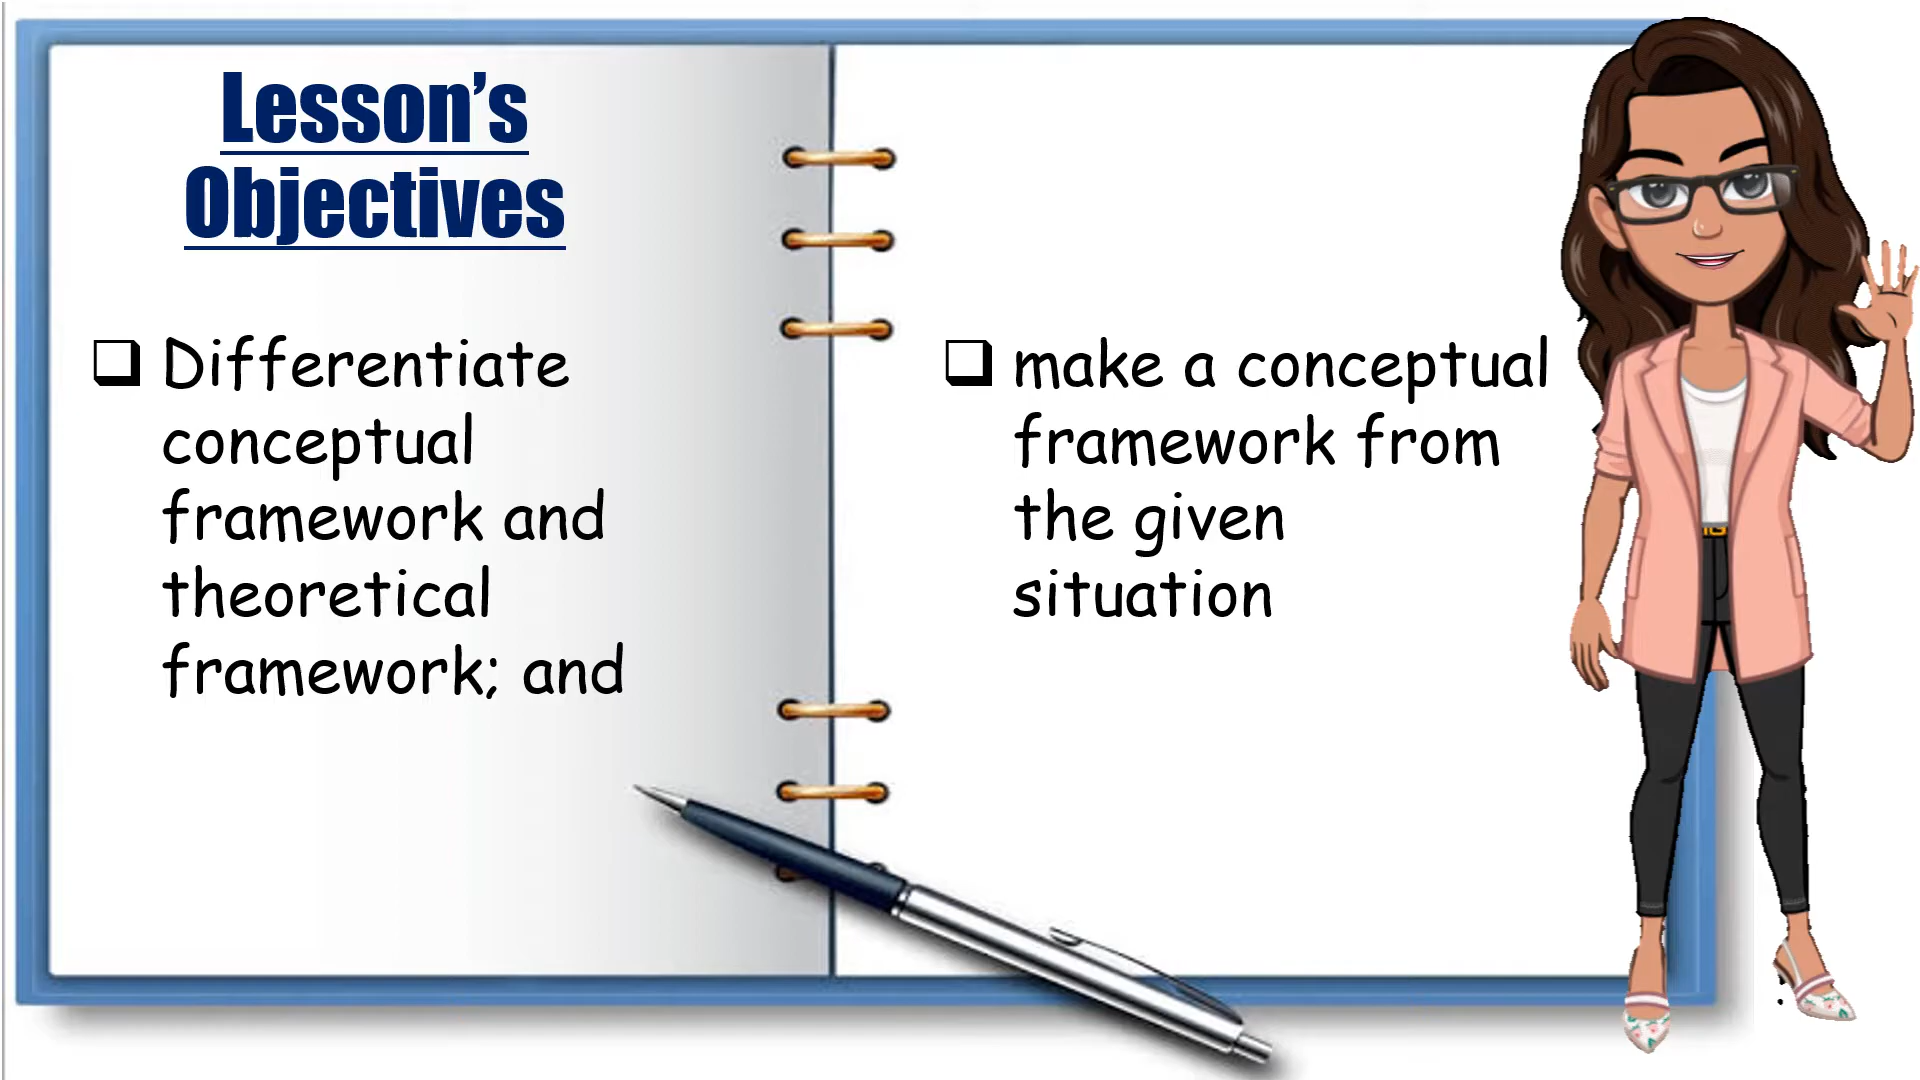 Lesson’s
Objectives
❑ Differentiate
conceptual
framework and
theoretical
framework; and
❑ make a conceptual
framework from
the given
situation